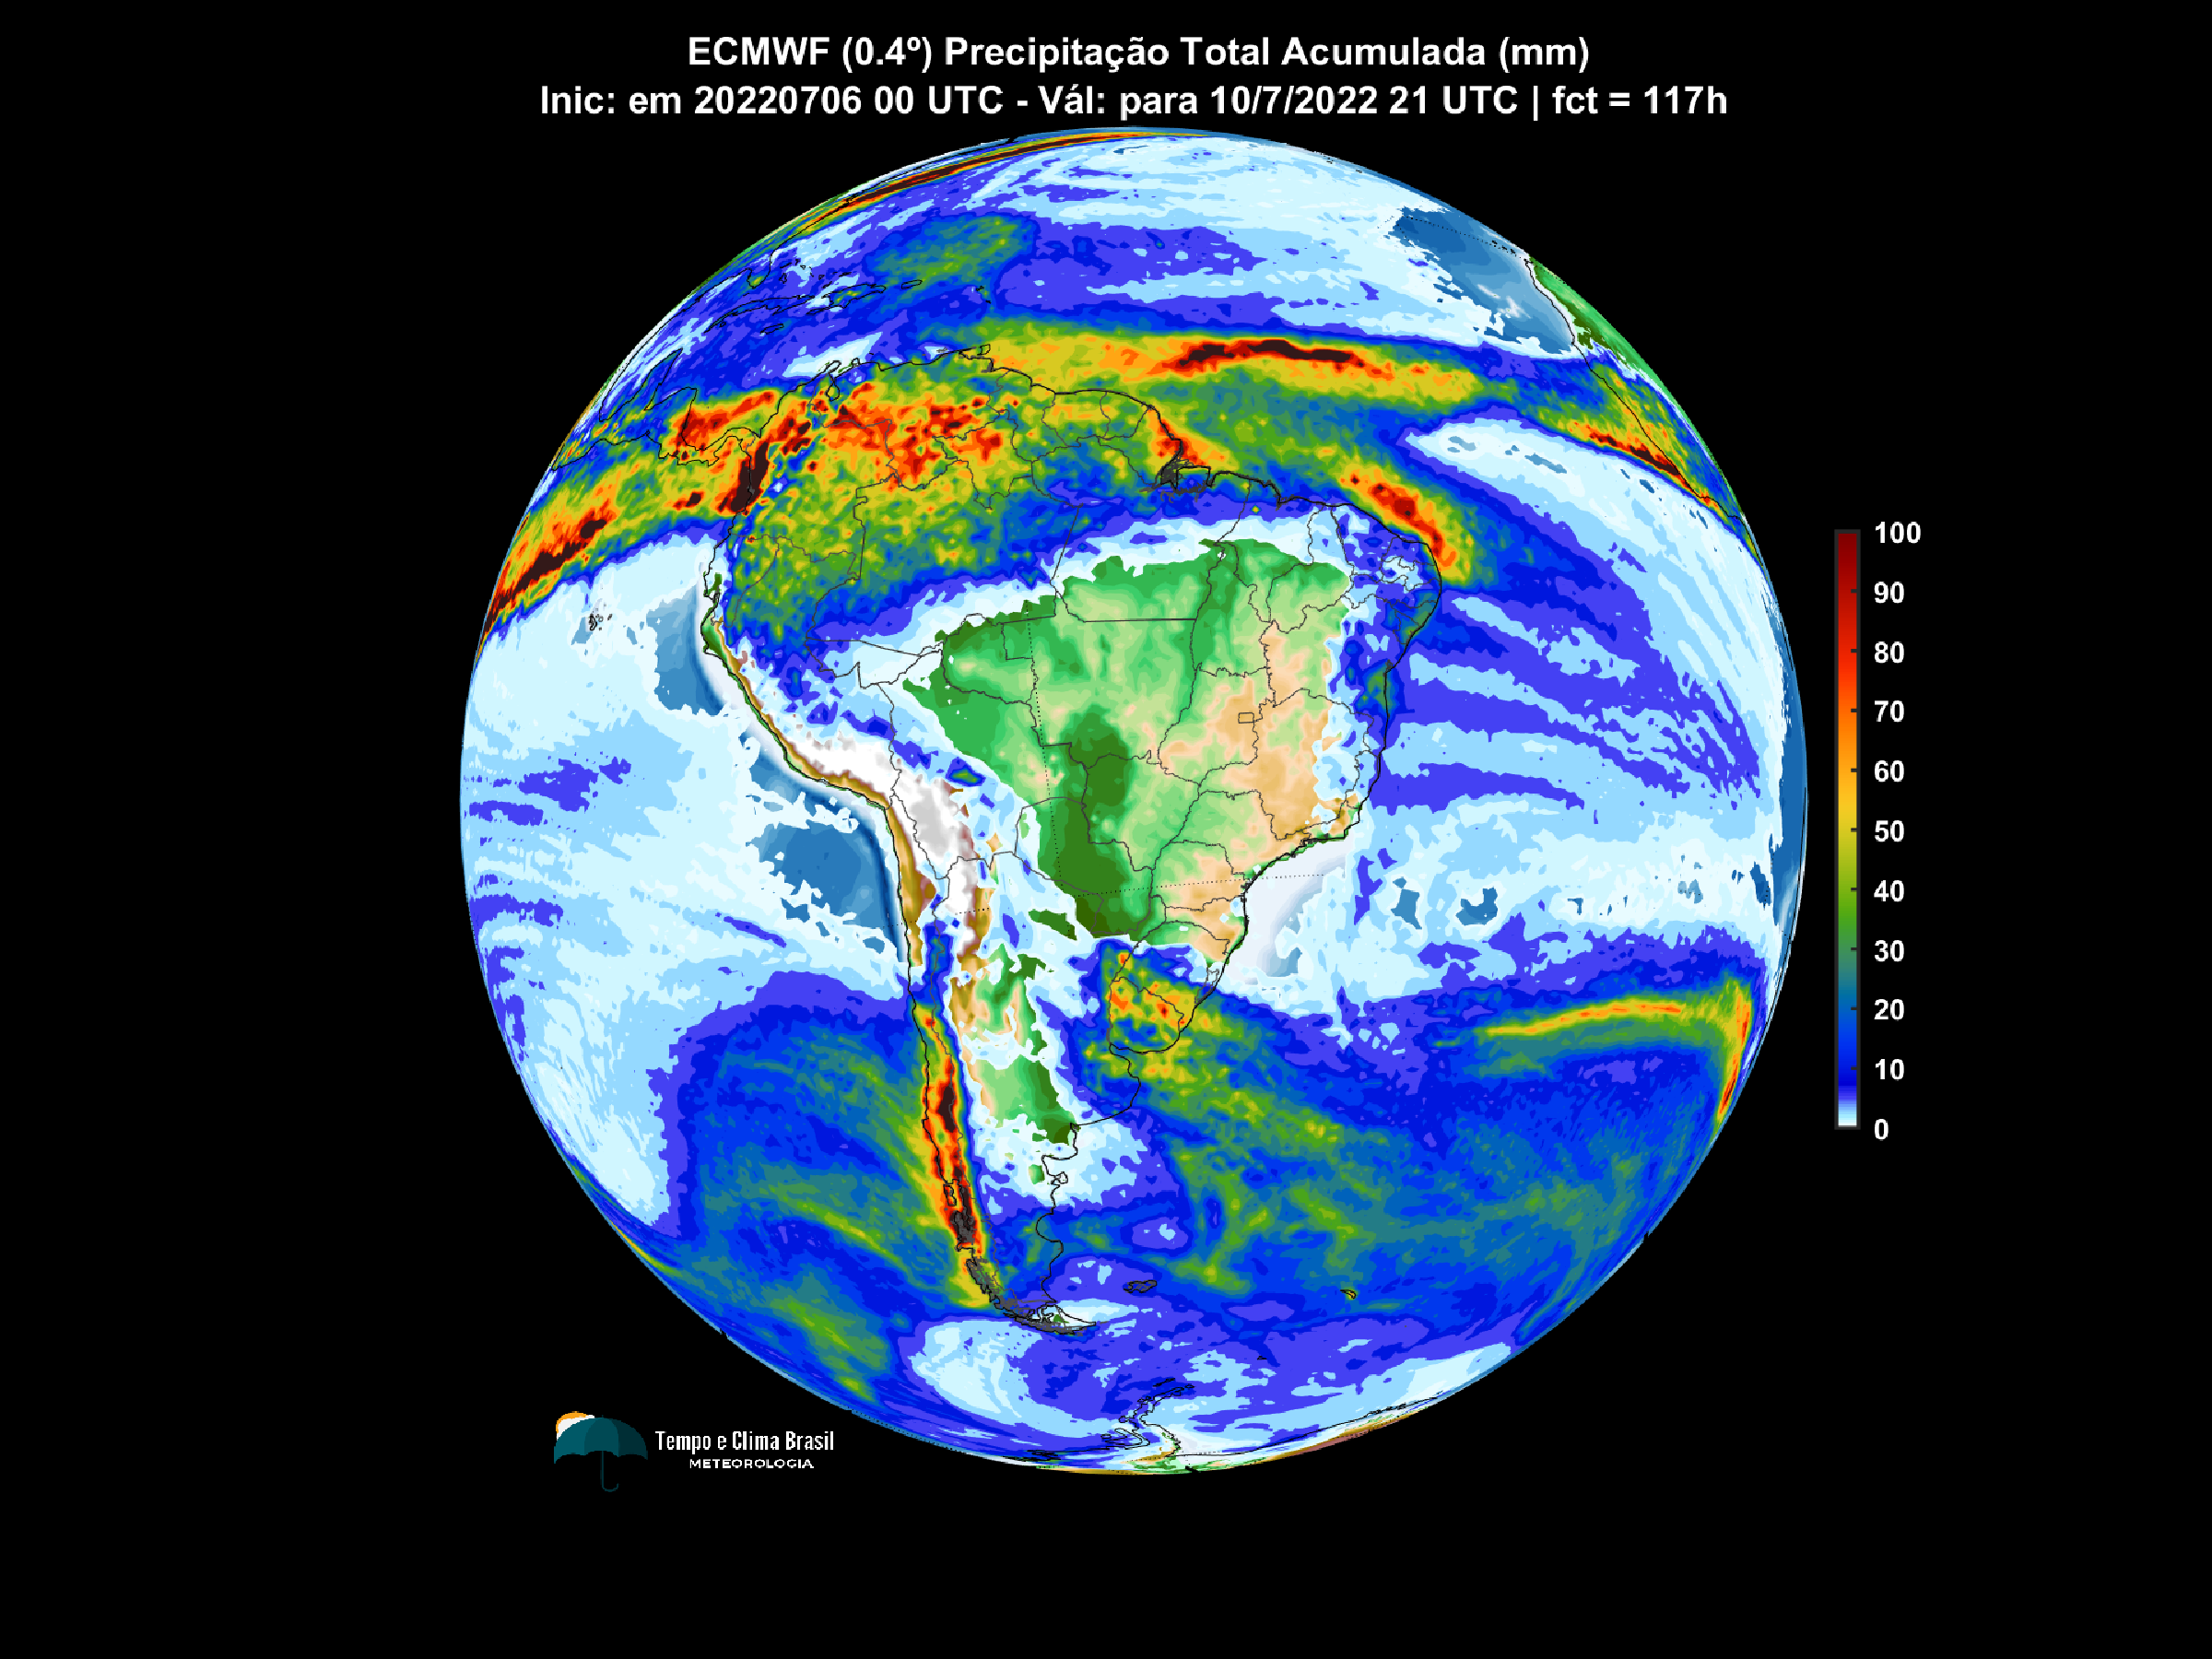 ECMWF (0.4º) Precipitação Total Acumulada (mm)
Inic: em 20220706 00 UTC - Vál: para 10/7/2022 21 UTC | fct = 117h
100
90
80
70
60
50
40
30
20
10
0
Tempo e Clima Brasil
METEOROLOGIA